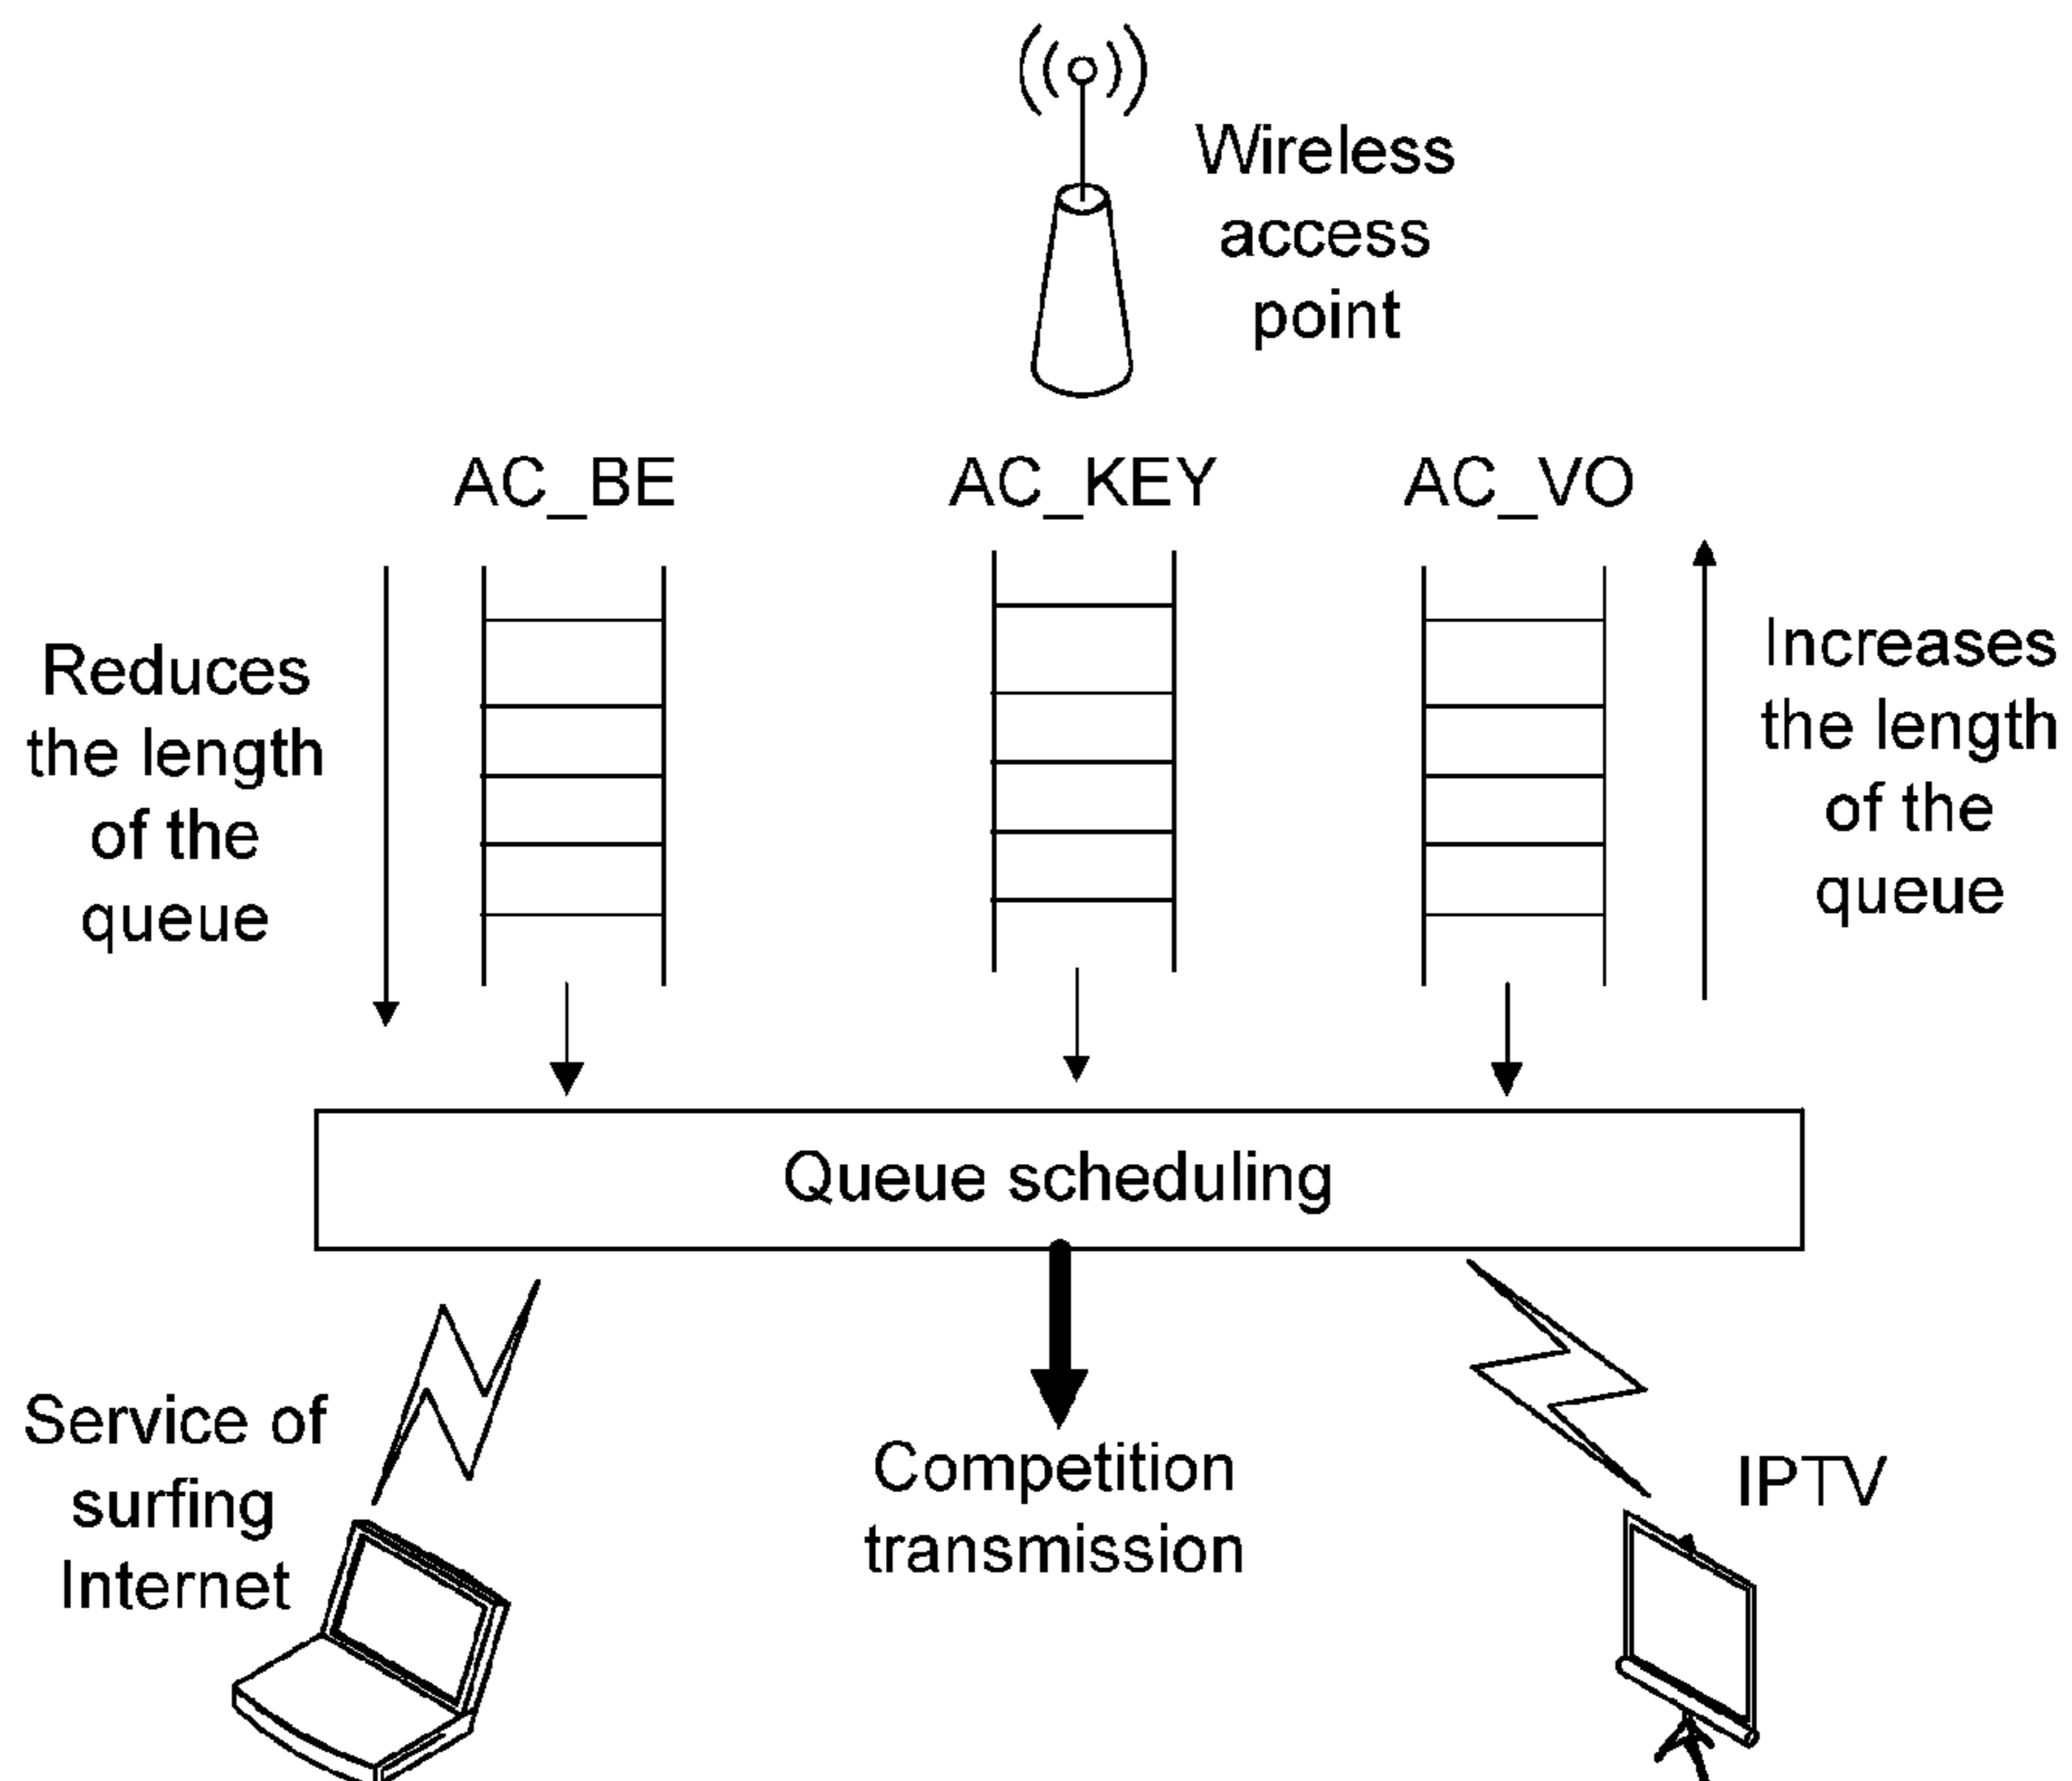 Wireless
access
point
AC_BE
AC_KEY
AC_VO
Reduces
the length
of the
queue
Increases
the length
of the
queue
Queue scheduling
Service of
surfing
Internet
Competition
transmission
IPTV